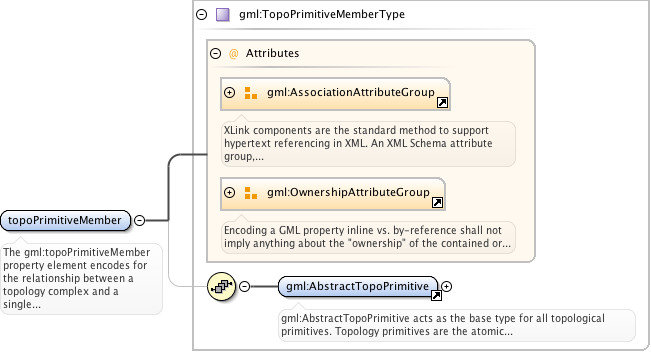 gml:TopoPrimitiveMemberType
@ Attributes
gml:AssociationAttributeGroup
XLink components are the standard method to support
hypertext referencing in XML. An XML Schema attribute
group,...
gml:OwnershipAttributeGroup
Encoding a GML property inline vs. by-reference shall not
imply anything about the "ownership" of the contained or...
topoPrimitiveMember
The gml:topoPrimitiveMember
property element encodes for
the relationship between a
topology complex and a
single...
gml:AbstractTopoPrimitive
gml:AbstractTopoPrimitive acts as the base type for all topological
primitives. Topology primitives are the atomic...